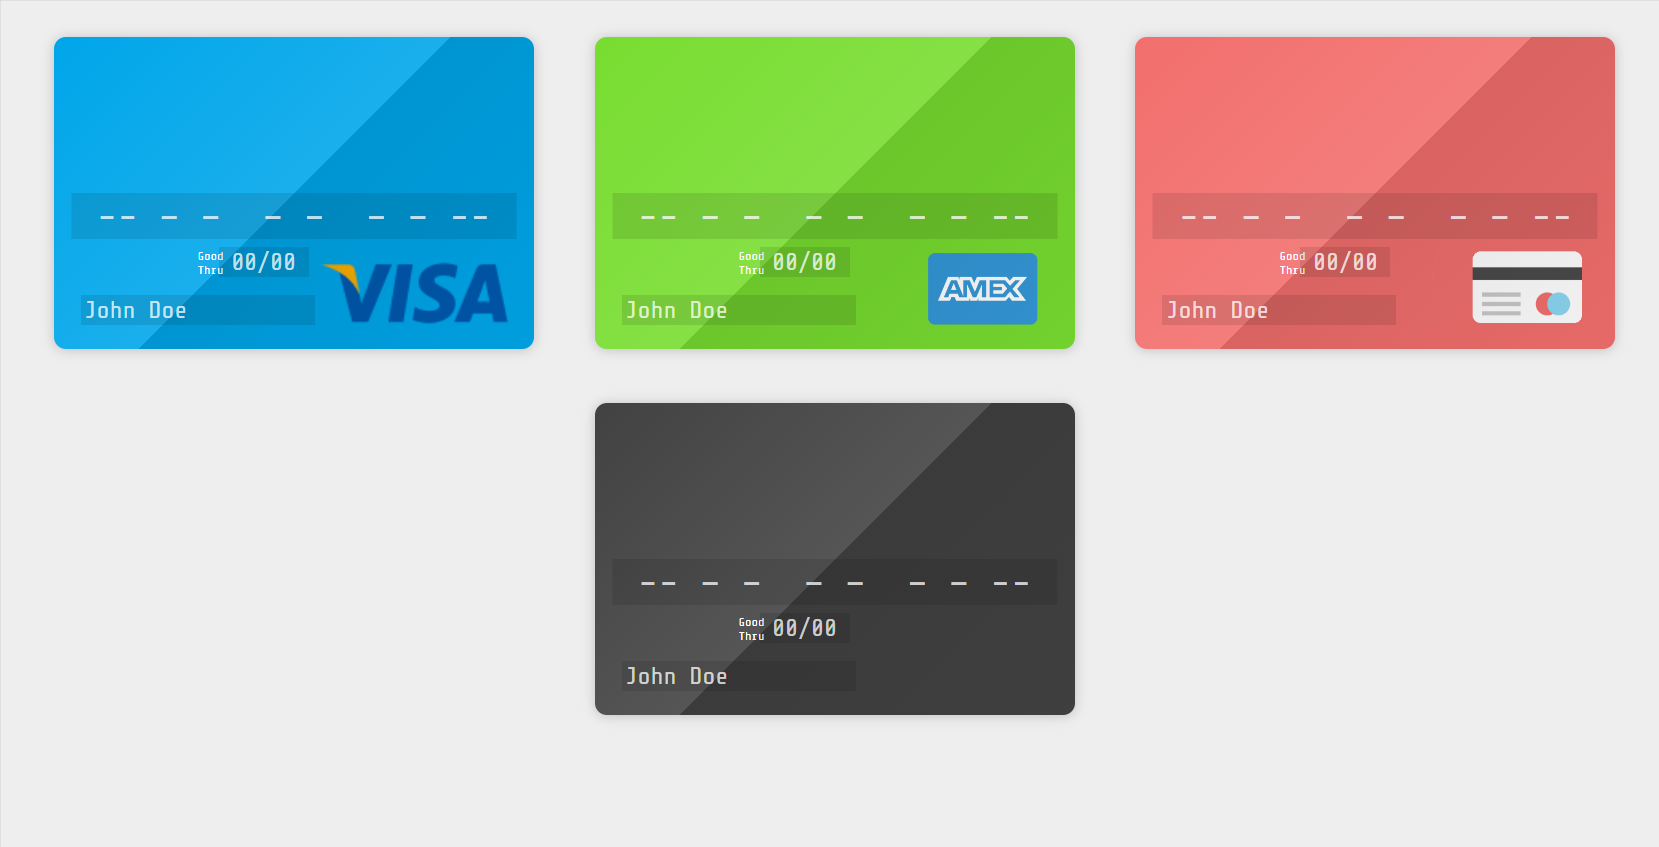 -- - - - - - - --
Good
Thru 00/00
John Doe
VISA
-- - - - - - - --
Good
Thru 00/00
John Doe
AMEX
-- - - - - - - --
Good
Thru 00/00
John Doe
-- - - - - - - --
Good
Thru 00/00
John Doe